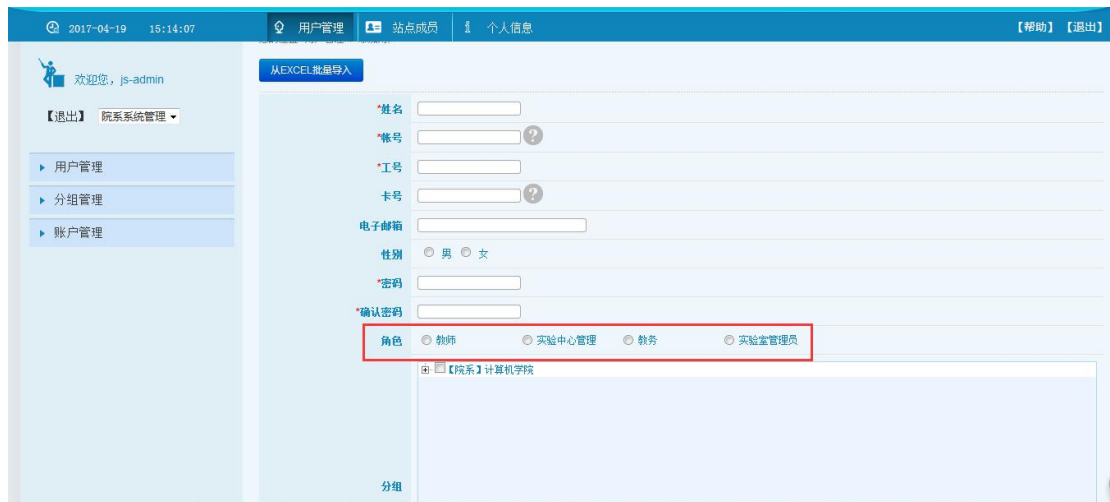 2017-04-19 15:14:07 用户管理 站点成员 个人信息 【帮助】 【退出】
欢迎您，js-admin
【退出】 院系系统管理
用户管理
分组管理
账户管理
从EXCEL批量导入
*姓名
*帐号
*工号
卡号
电子邮箱
性别 男 女
*密码
*确认密码
角色 教师 实验中心管理 教务 实验室管理员
【院系】计算机学院
分组